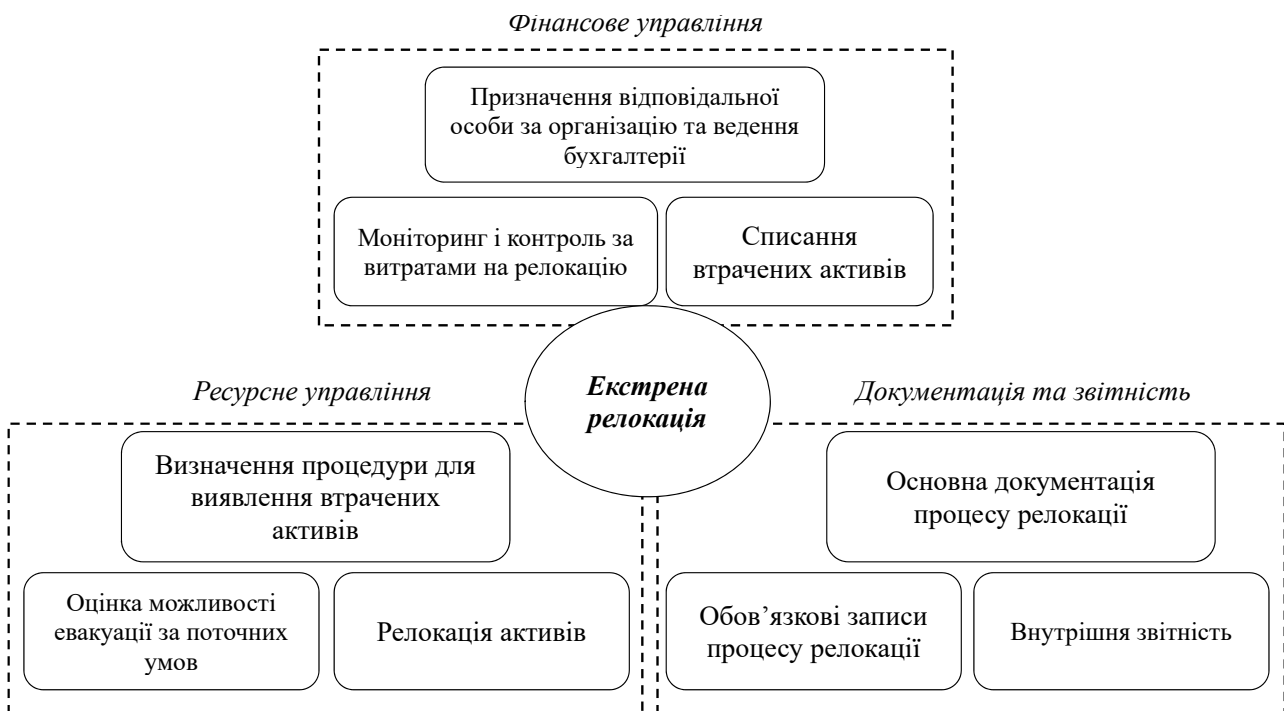 Фінансове управління
Призначення відповідальної
особи за організацію та ведення
бухгалтерії
Моніторинг і контроль за
витратами на релокацію
Списання
втрачених активів
Екстрена
релокація
Ресурсне управління
Визначення процедури для
виявлення втрачених
активів
Оцінка можливості
евакуації за поточних
умов
Релокація активів
Документація та звітність
Основна документація
процесу релокації
Обов’язкові записи
процесу релокації
Внутрішня звітність